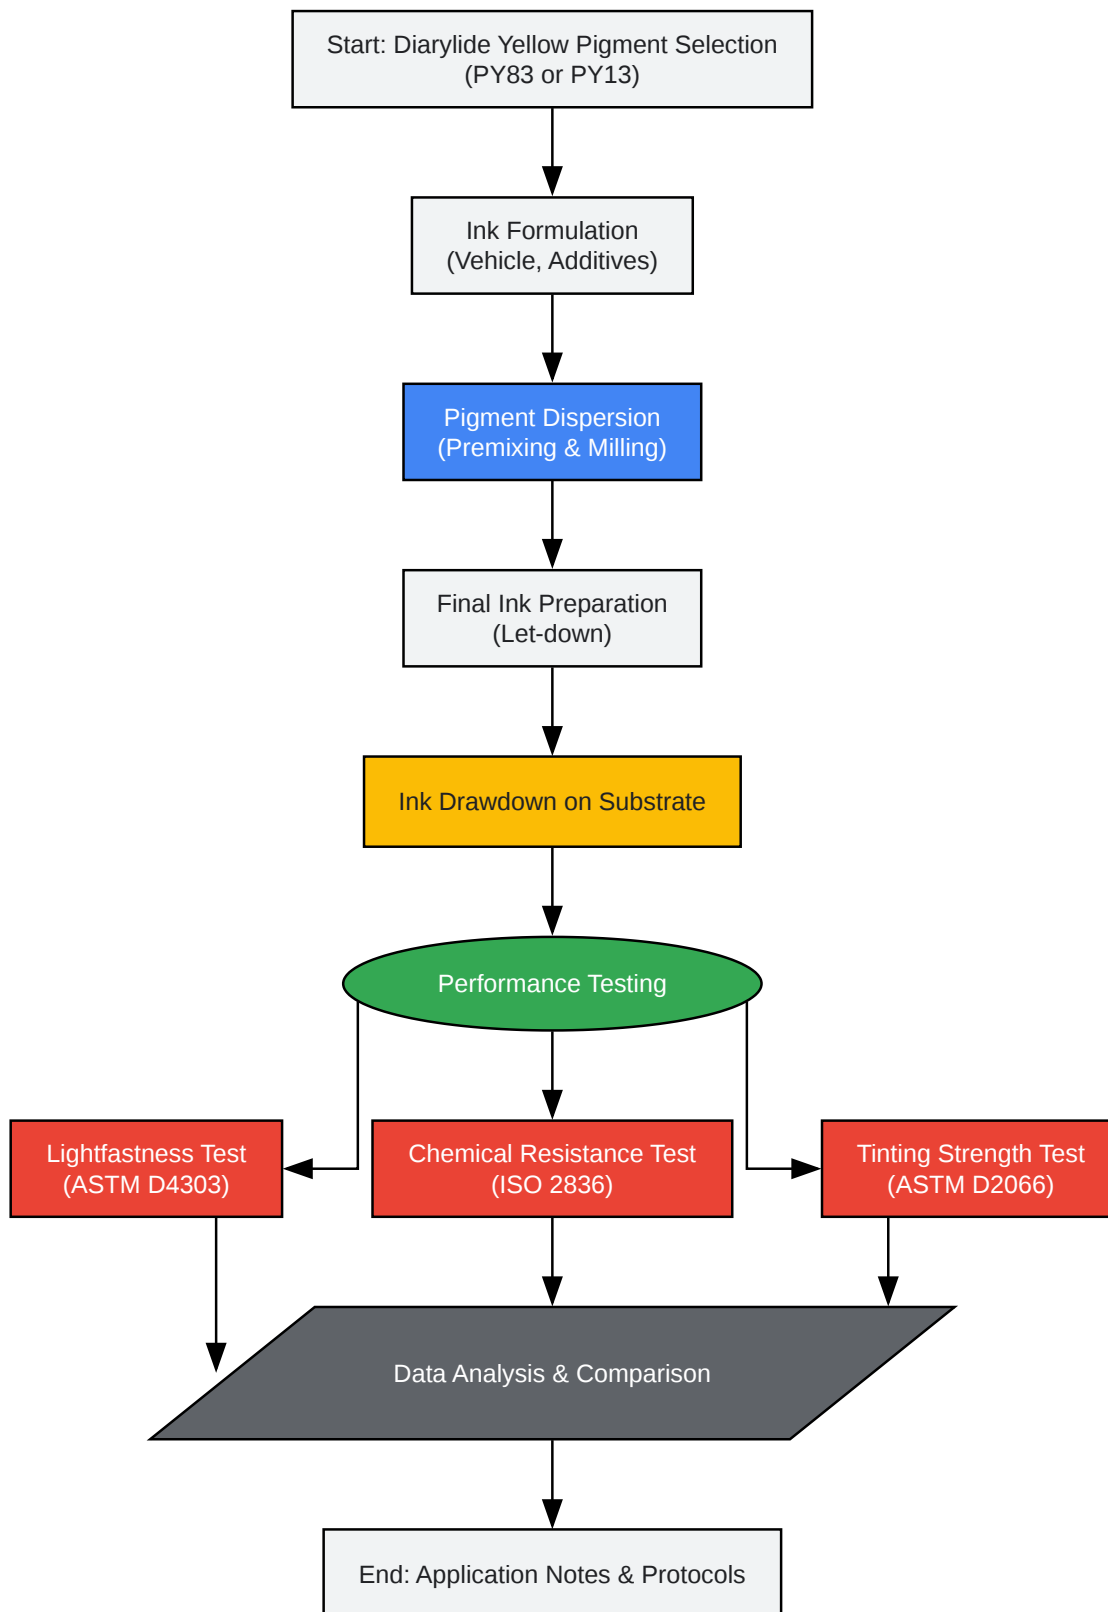 Start: Diarylide Yellow Pigment Selection
(PY83 or PY13)
Ink Formulation
(Vehicle, Additives)
Pigment Dispersion
(Premixing & Milling)
Final Ink Preparation
(Let-down)
Ink Drawdown on Substrate
Performance Testing
Lightfastness Test
(ASTM D4303)
Chemical Resistance Test
(ISO 2836)
Tinting Strength Test
(ASTM D2066)
Data Analysis & Comparison
End: Application Notes & Protocols